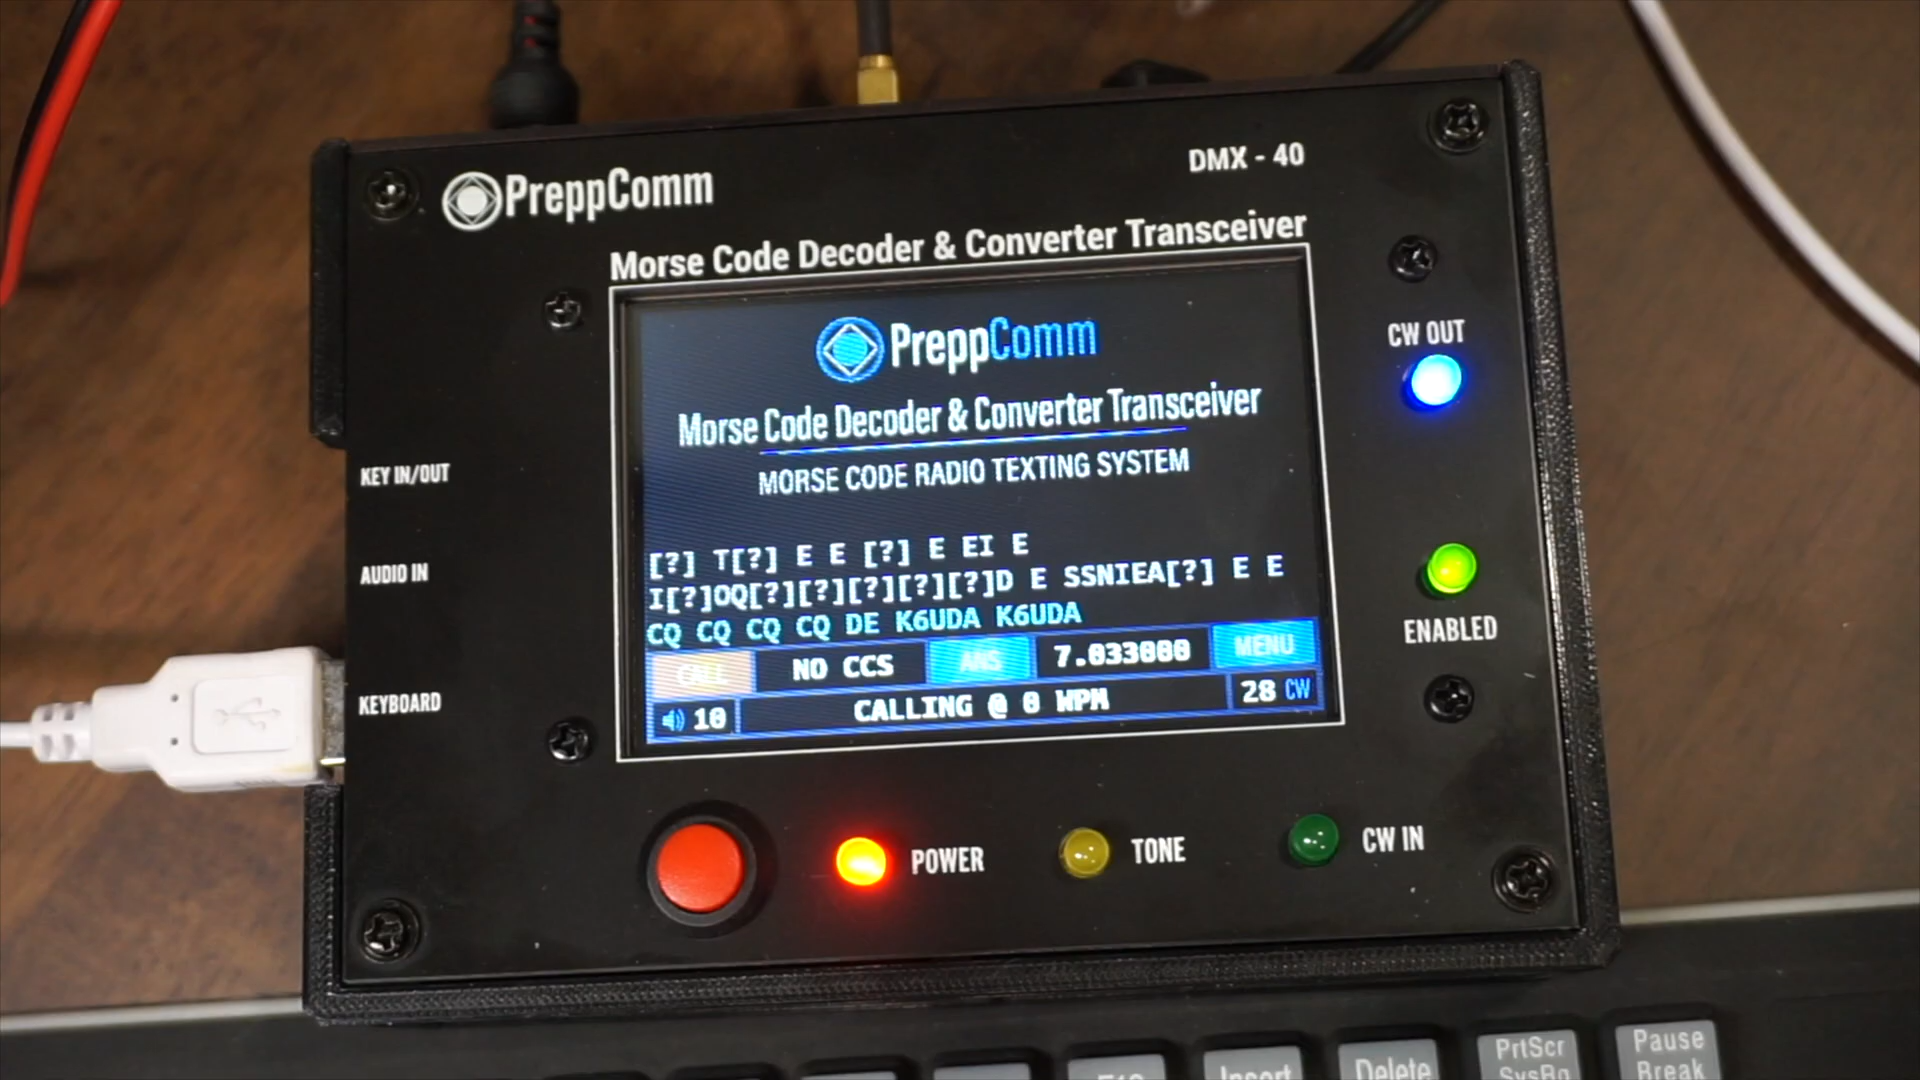 PreppComm
DMX - 40
Morse Code Decoder & Converter Transceiver
PreppComm
Morse Code Decoder & Converter Transceiver
MORSE CODE RADIO TEXTING SYSTEM
[?] T[?] E E [?] E EI E
I[?]OQ[?][?][?][?][?]D E SSNIEA[?] E E
CQ CQ CQ CQ DE K6UDA K6UDA
CALL NO CCS ANS 7.033000 MENU
10 CALLING @ 0 WPM 28 CW
CW OUT
ENABLED
KEY IN/OUT
AUDIO IN
KEYBOARD
POWER
TONE
CW IN
Insert
Delete
PrtScr
SysRq
Pause
Break